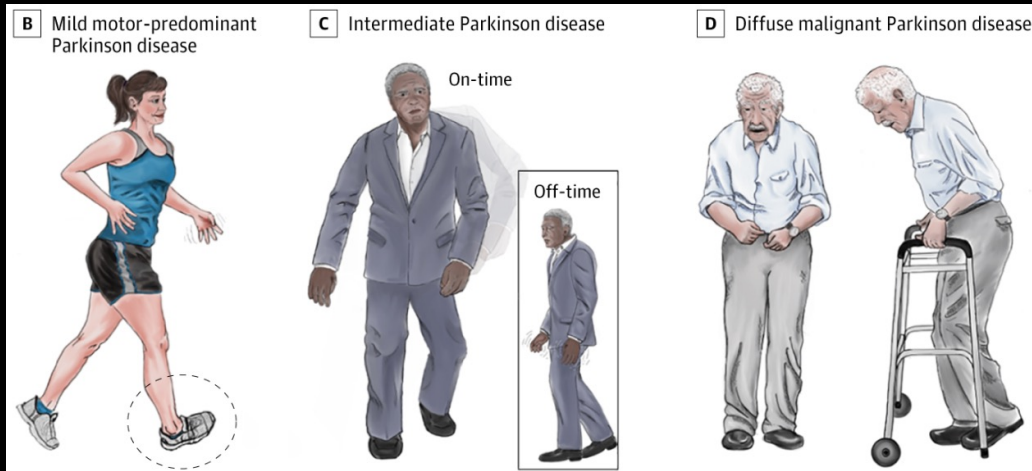 B Mild motor-predominant
Parkinson disease
C Intermediate Parkinson disease
On-time
Off-time
D Diffuse malignant Parkinson disease